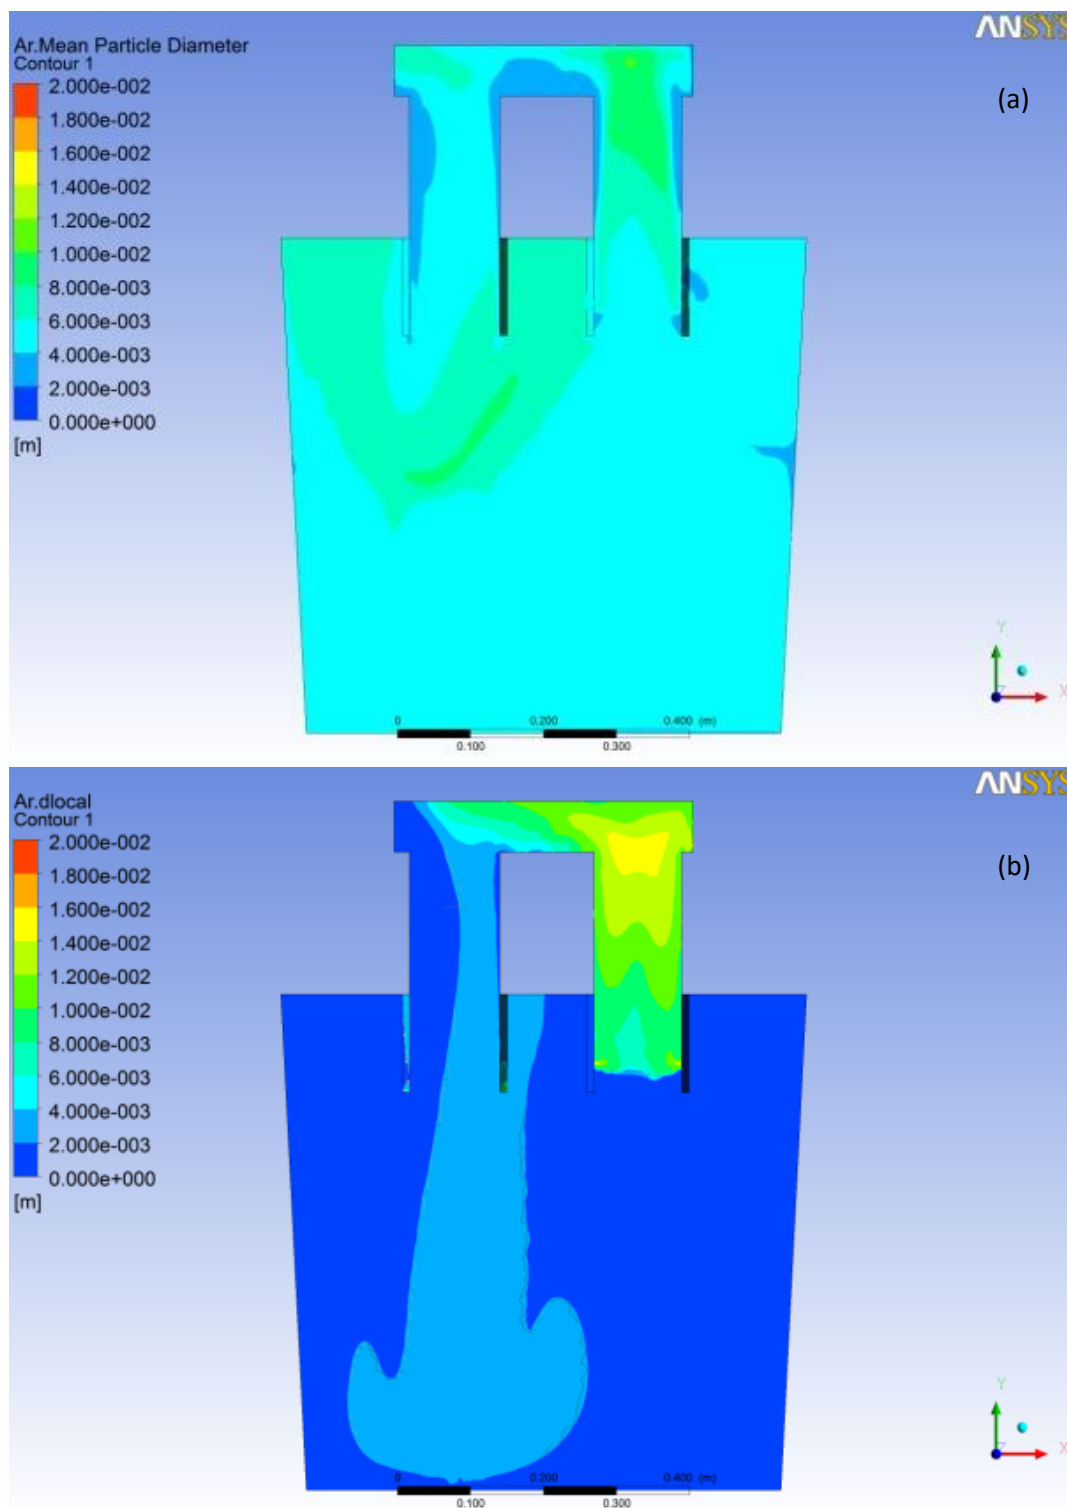 ANSYS
Ar.Mean Particle Diameter
Contour 1
(a)
2.000e-002
1.800e-002
1.600e-002
1.400e-002
1.200e-002
1.000e-002
8.000e-003
6.000e-003
4.000e-003
2.000e-003
0.000e+000
[m]
Y
Z
X
0 0.200 0.400 (m)
0.100 0.300
ANSYS
Ar.dlocal
Contour 1
(b)
2.000e-002
1.800e-002
1.600e-002
1.400e-002
1.200e-002
1.000e-002
8.000e-003
6.000e-003
4.000e-003
2.000e-003
0.000e+000
[m]
Y
Z
X
0 0.200 0.400 (m)
0.100 0.300